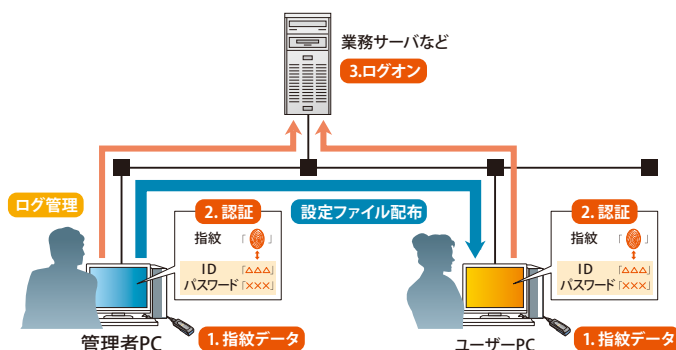 業務サーバなど
3.ログオン
ログ管理
2. 認証
指紋 「 」
ID 「△△△」
パスワード 「×××」
設定ファイル配布
2. 認証
指紋 「 」
ID 「△△△」
パスワード 「×××」
管理者PC
1. 指紋データ
ユーザーPC
1. 指紋データ